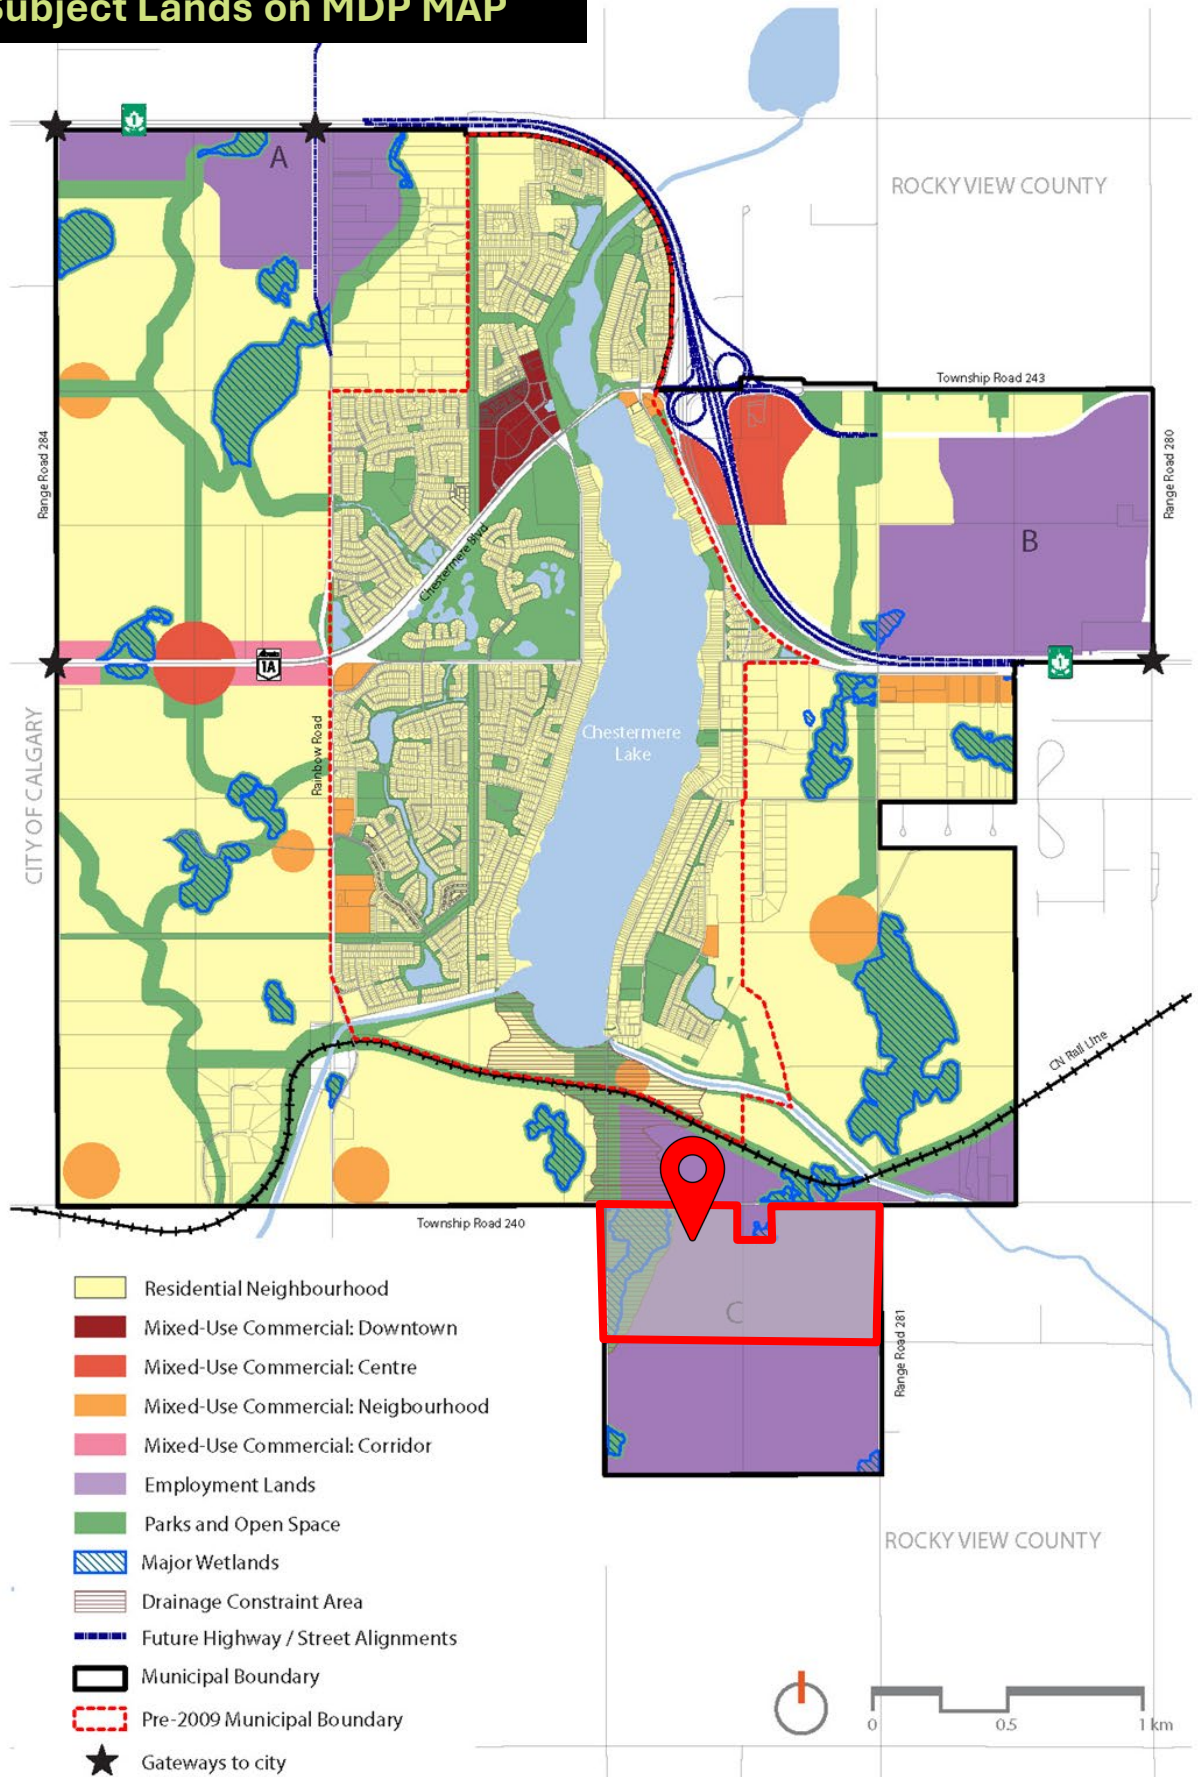 Subject Lands on MDP MAP
1
A
ROCKY VIEW COUNTY
Township Road 243
Range Road 284
Range Road 280
Chestermere Blvd
B
1A
1
CITY OF CALGARY
Rainbow Road
Chestermere
Lake
CN Rail Line
Township Road 240
C
Range Road 281
Residential Neighbourhood
Mixed-Use Commercial: Downtown
Mixed-Use Commercial: Centre
Mixed-Use Commercial: Neigbourhood
Mixed-Use Commercial: Corridor
Employment Lands
Parks and Open Space
Major Wetlands
Drainage Constraint Area
Future Highway / Street Alignments
Municipal Boundary
Pre-2009 Municipal Boundary
Gateways to city
ROCKY VIEW COUNTY
0 0.5 1 km